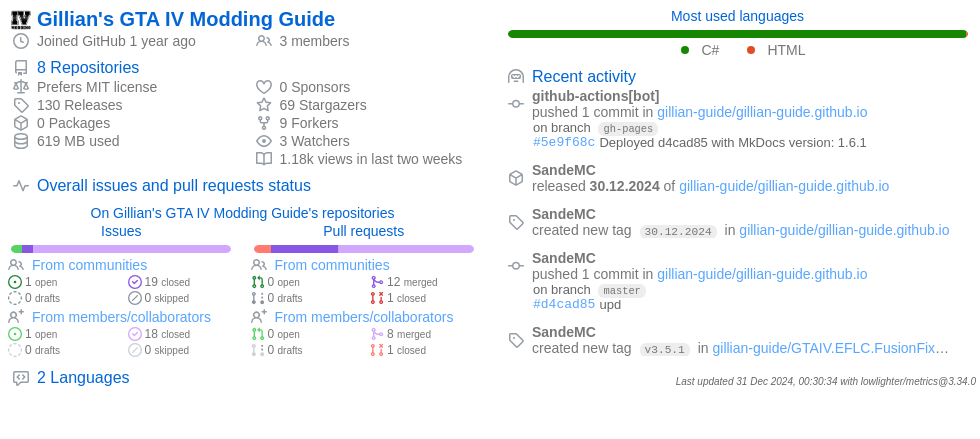 Gillian's GTA IV Modding Guide
Joined GitHub 1 year ago
3 members
8 Repositories
Prefers MIT license
130 Releases
0 Packages
619 MB used
0 Sponsors
69 Stargazers
9 Forkers
3 Watchers
1.18k views in last two weeks
Overall issues and pull requests status
On Gillian's GTA IV Modding Guide's repositories
Issues
From communities
1 open
19 closed
0 drafts
0 skipped
From members/collaborators
1 open
18 closed
0 drafts
0 skipped
Pull requests
From communities
0 open
12 merged
0 drafts
1 closed
From members/collaborators
0 open
8 merged
0 drafts
1 closed
2 Languages
Most used languages
C#
HTML
Recent activity
github-actions[bot]
pushed 1 commit in gillian-guide/gillian-guide.github.io
on branch gh-pages
#5e9f68c Deployed d4cad85 with MkDocs version: 1.6.1
SandeMC
released 30.12.2024 of gillian-guide/gillian-guide.github.io
SandeMC
created new tag 30.12.2024 in gillian-guide/gillian-guide.github.io
SandeMC
pushed 1 commit in gillian-guide/gillian-guide.github.io
on branch master
#d4cad85 upd
SandeMC
created new tag v3.5.1 in gillian-guide/GTAIV.EFLC.FusionFix…
Last updated 31 Dec 2024, 00:30:34 with lowlighter/metrics@3.34.0